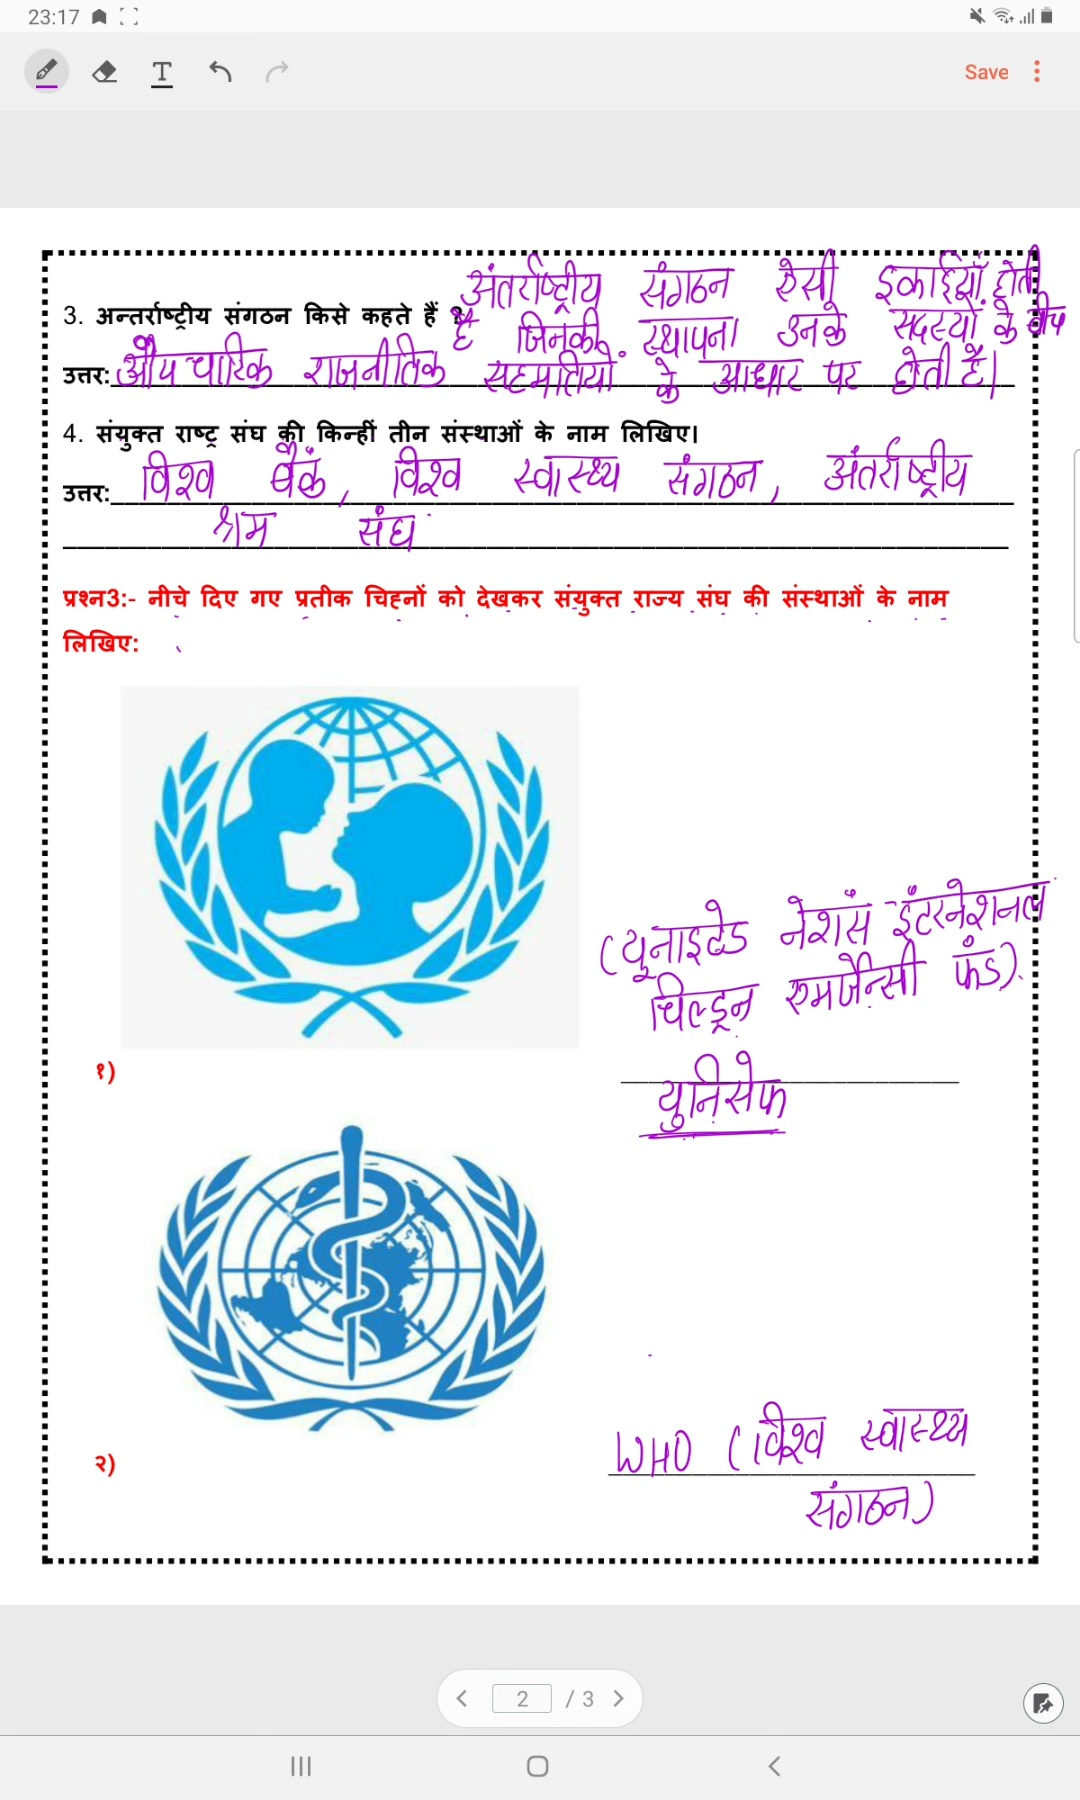 23:17
Save
अंतर्राष्ट्रीय संगठन ऐसी इकाईयाँ होती
3. अन्तर्राष्ट्रीय संगठन किसे कहते हैं ?
हैं जिनकी स्थापना उनके सदस्यों के बीच
उत्तर: औपचारिक राजनीतिक सहमतियों के आधार पर होती है।
4. संयुक्त राष्ट्र संघ की किन्हीं तीन संस्थाओं के नाम लिखिए।
उत्तर: विश्व बैंक, विश्व स्वास्थ्य संगठन, अंतर्राष्ट्रीय
श्रम संघ
प्रश्न3:- नीचे दिए गए प्रतीक चिह्नों को देखकर संयुक्त राज्य संघ की संस्थाओं के नाम
लिखिए:
(यूनाइटेड नेशंस इंटरनेशनल
चिल्ड्रन एमर्जेन्सी फंड)
१)
युनिसेफ
WHO (विश्व स्वास्थ्य
२)
संगठन)
2 / 3